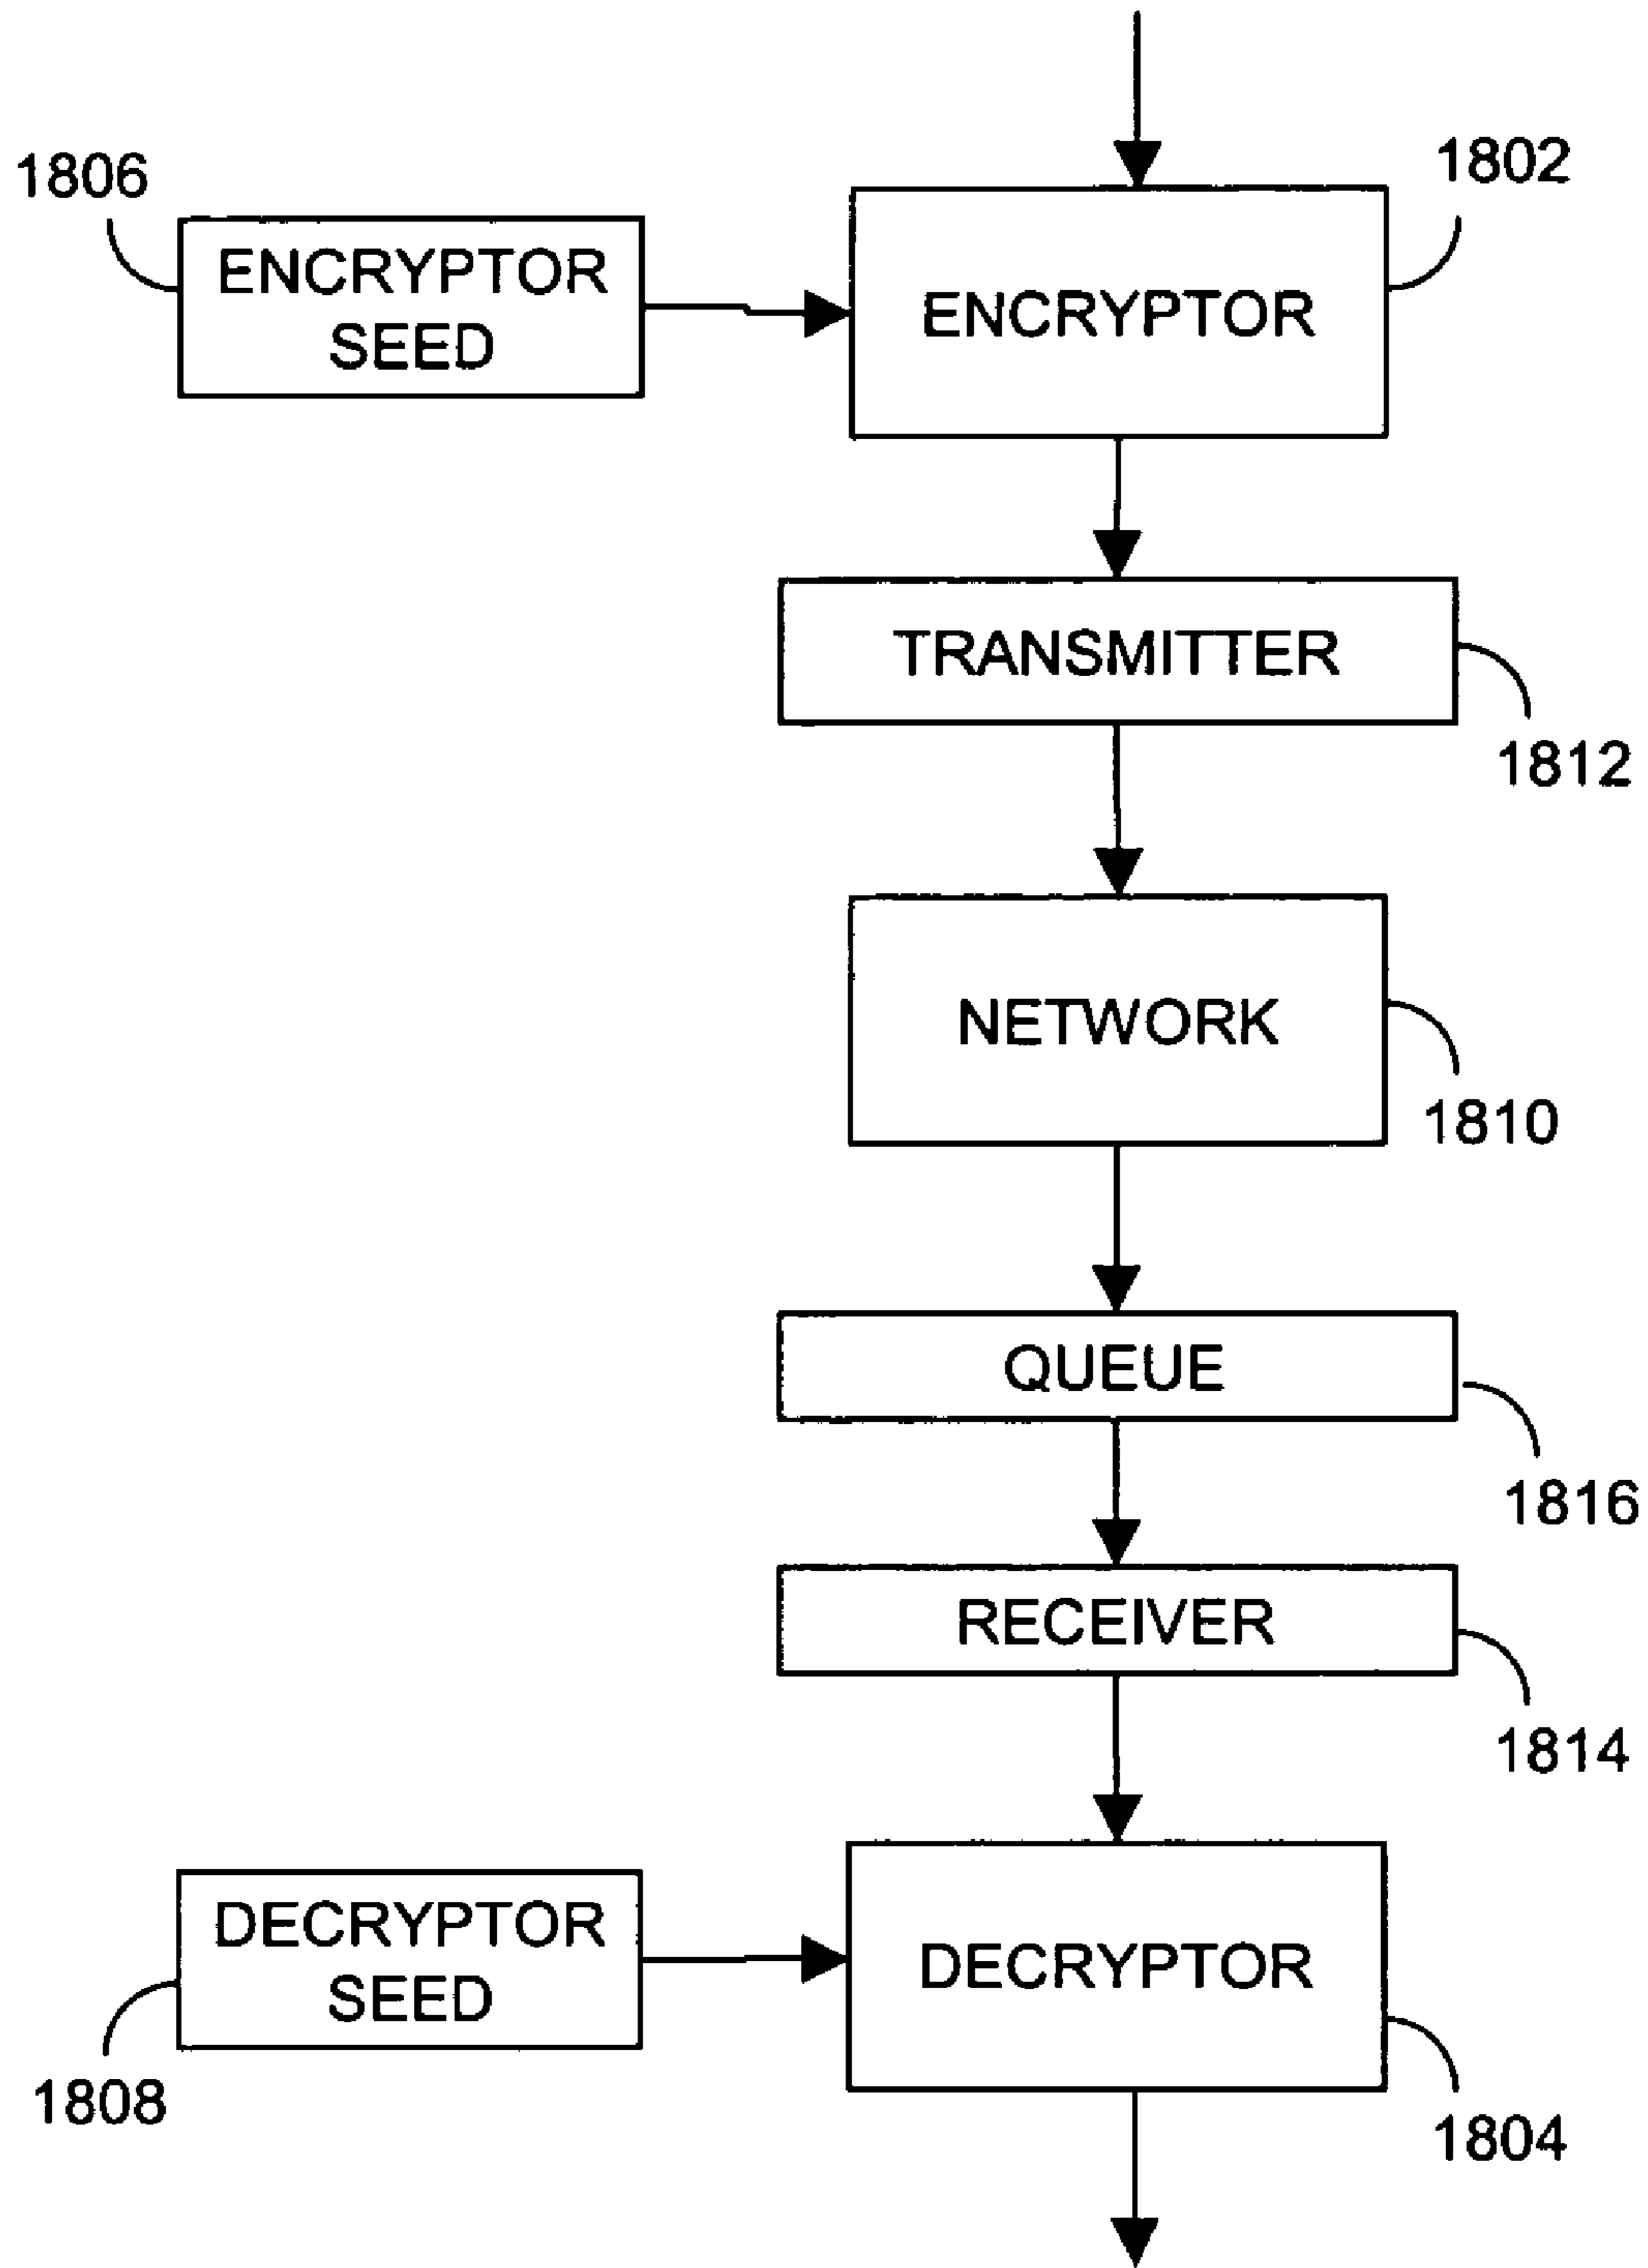 1806
1802
ENCRYPTOR
SEED
ENCRYPTOR
TRANSMITTER
1812
NETWORK
1810
QUEUE
1816
RECEIVER
1814
DECRYPTOR
SEED
DECRYPTOR
1808
1804